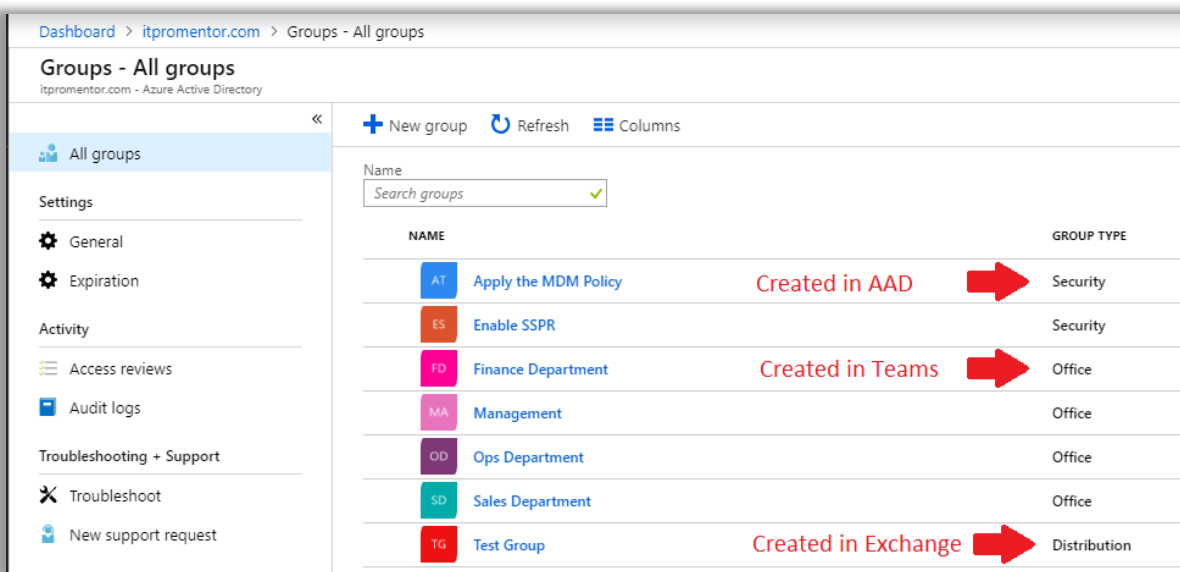 Dashboard > itpromentor.com > Groups - All groups
Groups - All groups
itpromentor.com - Azure Active Directory
«
All groups
Settings
General
Expiration
Activity
Access reviews
Audit logs
Troubleshooting + Support
Troubleshoot
New support request
New group Refresh Columns
Name
Search groups
NAME GROUP TYPE
AT Apply the MDM Policy Created in AAD Security
ES Enable SSPR Security
FD Finance Department Created in Teams Office
MA Management Office
OD Ops Department Office
SD Sales Department Office
TG Test Group Created in Exchange Distribution